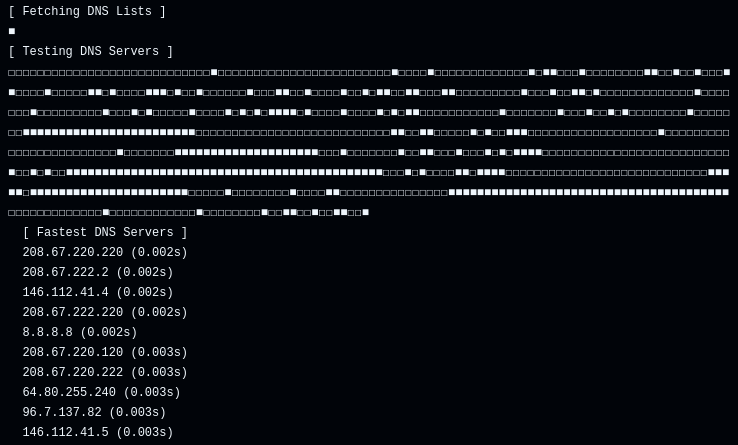 [ Fetching DNS Lists ]
[ Testing DNS Servers ]
[ Fastest DNS Servers ]
208.67.220.220 (0.002s)
208.67.222.2 (0.002s)
146.112.41.4 (0.002s)
208.67.222.220 (0.002s)
8.8.8.8 (0.002s)
208.67.220.120 (0.003s)
208.67.220.222 (0.003s)
64.80.255.240 (0.003s)
96.7.137.82 (0.003s)
146.112.41.5 (0.003s)